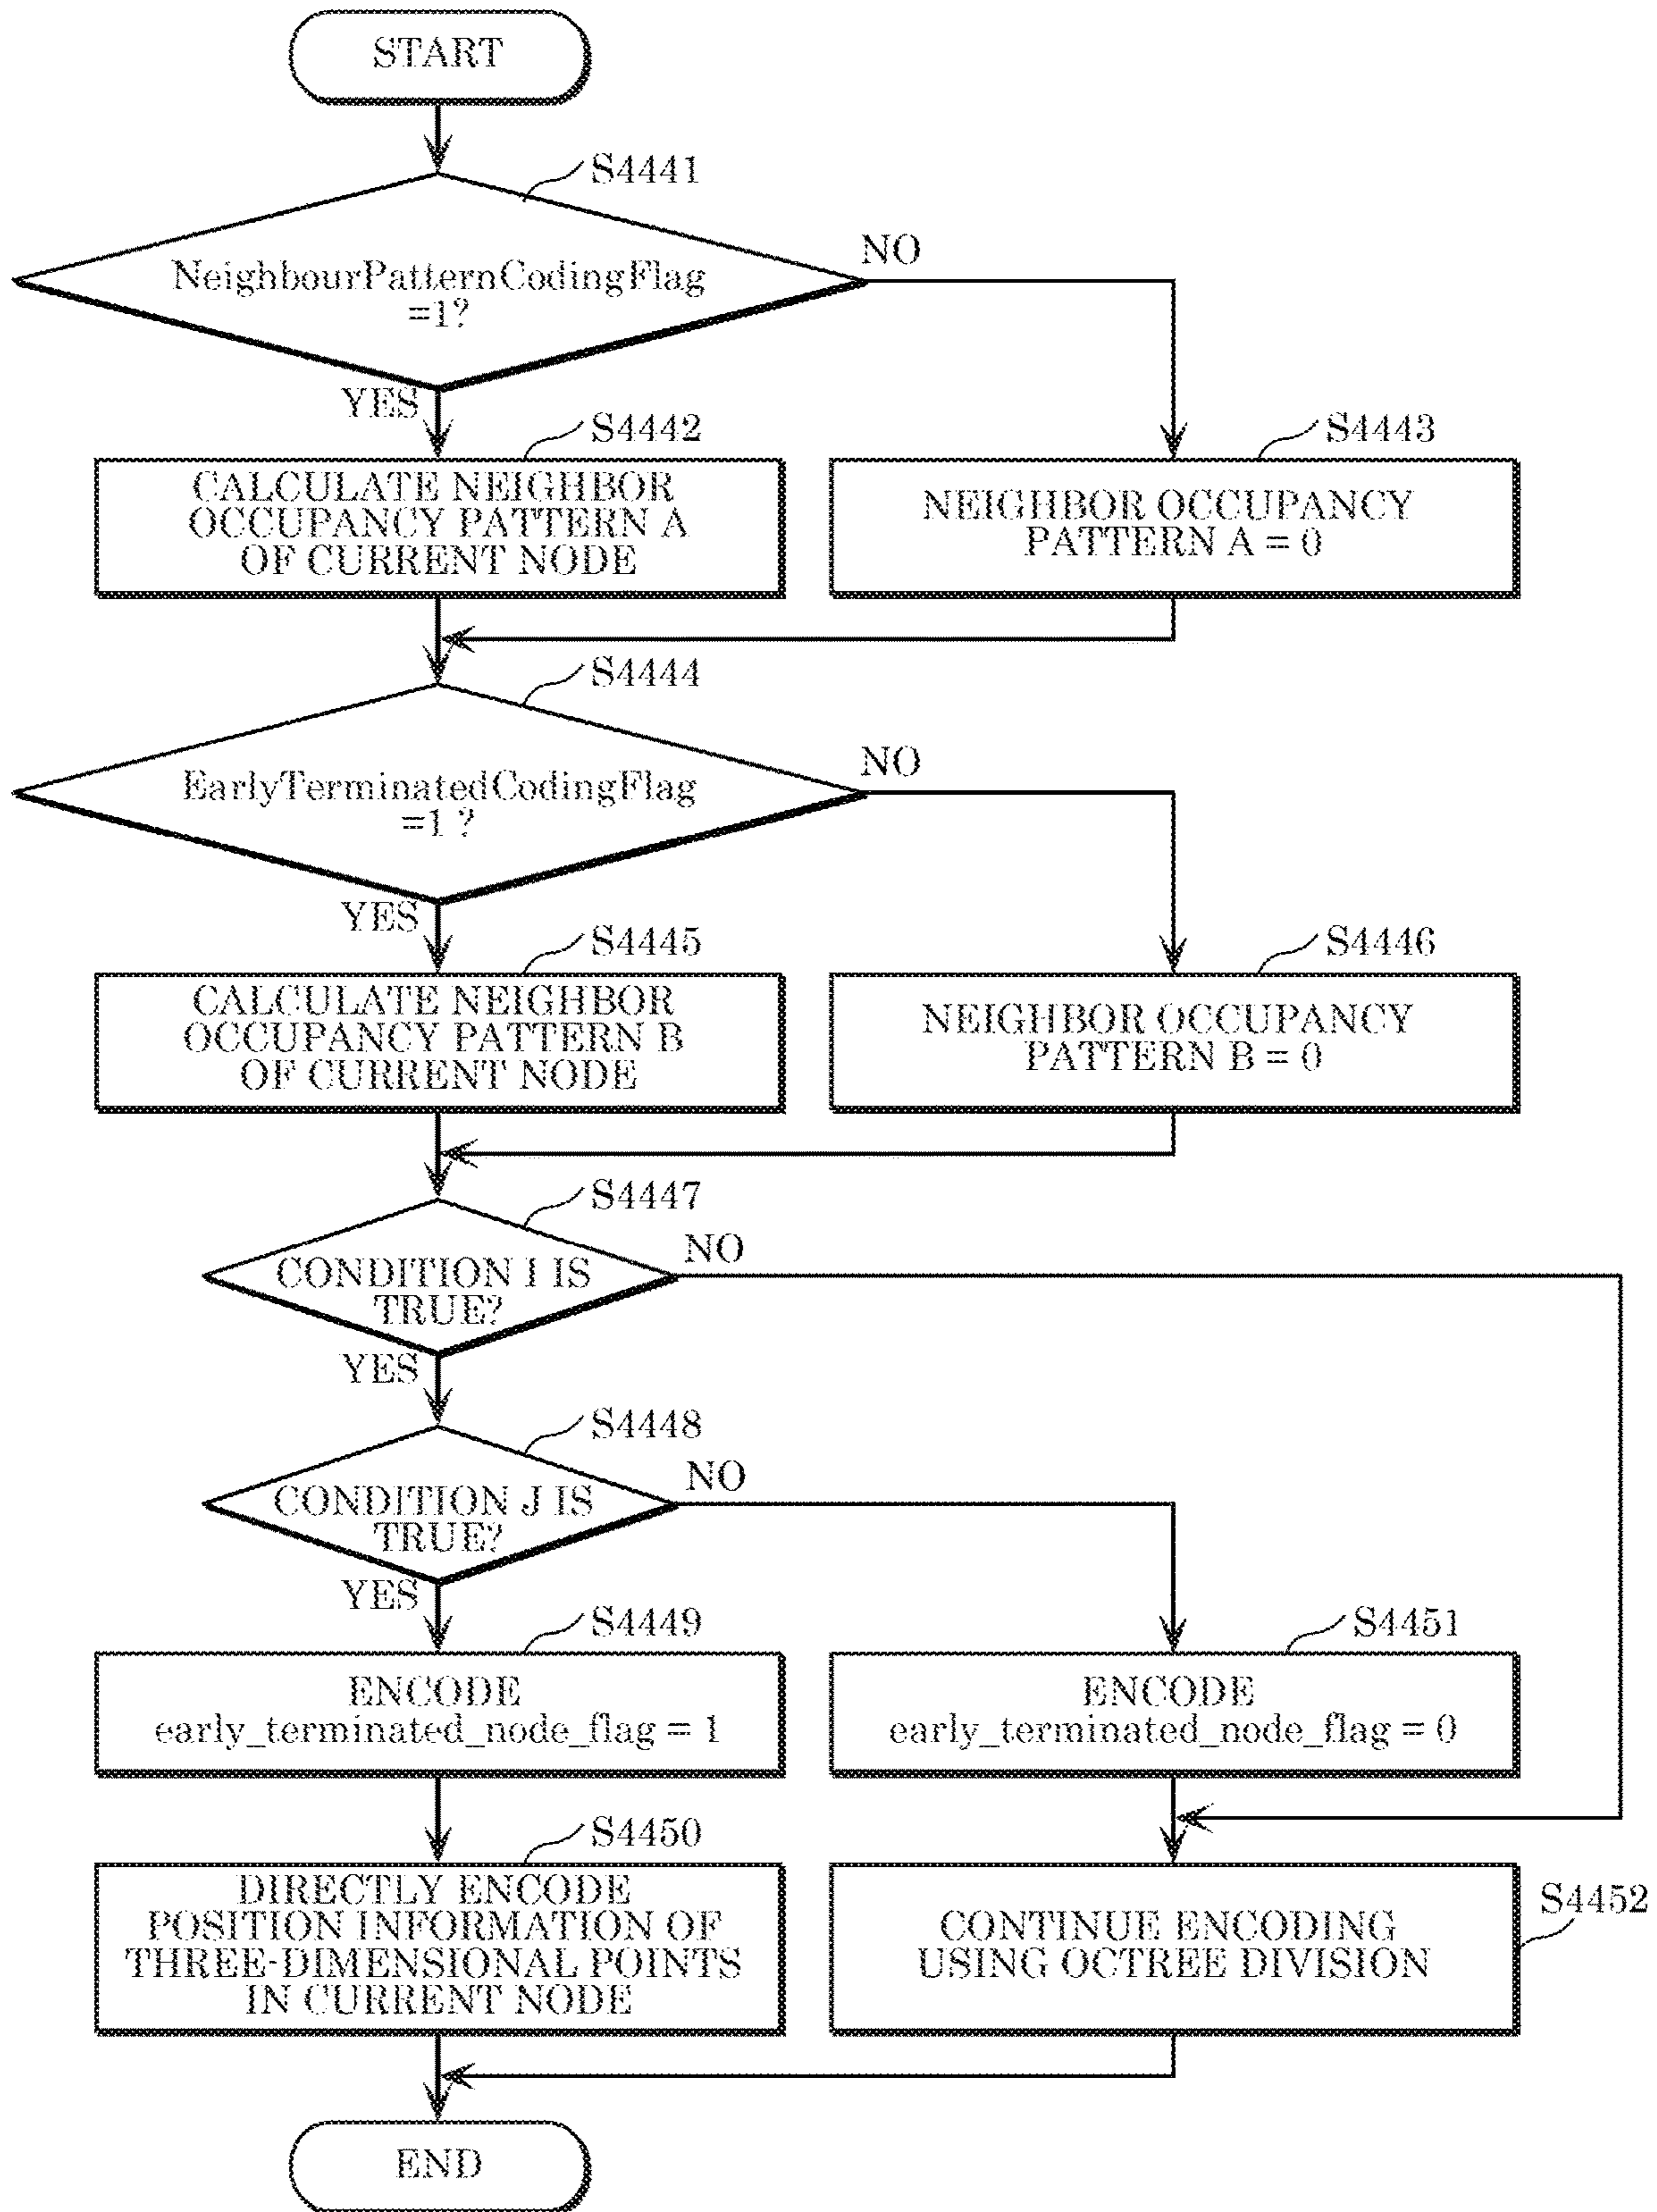 START
S4441
NeighbourPatternCodingFlag
=1?
NO
YES
S4442
CALCULATE NEIGHBOR
OCCUPANCY PATTERN A
OF CURRENT NODE
S4443
NEIGHBOR OCCUPANCY
PATTERN A = 0
S4444
EarlyTerminatedCodingFlag
=1 ?
NO
YES
S4445
CALCULATE NEIGHBOR
OCCUPANCY PATTERN B
OF CURRENT NODE
S4446
NEIGHBOR OCCUPANCY
PATTERN B = 0
S4447
CONDITION I IS
TRUE?
NO
YES
S4448
CONDITION J IS
TRUE?
NO
YES
S4449
ENCODE
early_terminated_node_flag = 1
S4451
ENCODE
early_terminated_node_flag = 0
S4450
DIRECTLY ENCODE
POSITION INFORMATION OF
THREE-DIMENSIONAL POINTS
IN CURRENT NODE
S4452
CONTINUE ENCODING
USING OCTREE DIVISION
END